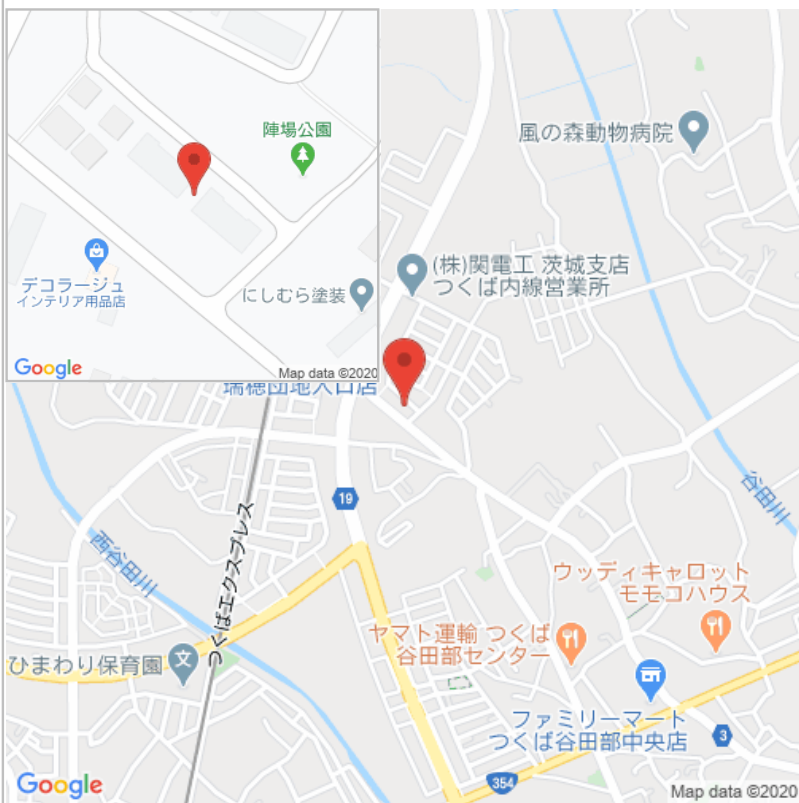 陣場公園
デコラージュ
インテリア用品店
にしむら塗装
Google
Map data ©2020
風の森動物病院
(株)関電工 茨城支店
つくば内線営業所
瑞穂団地入口店
19
谷田川
西谷田川
つくばエクスプレス
ウッディキャロット
モモコハウス
ヤマト運輸 つくば
谷田部センター
ひまわり保育園
文
ファミリーマート
つくば谷田部中央店
3
354
Google
Map data ©2020